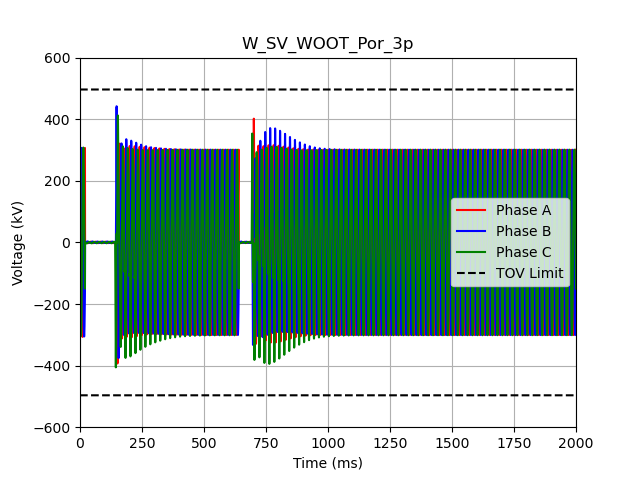 W_SV_WOOT_Por_3p
600
400
200
0
−200
−400
−600
Voltage (kV)
Phase A
Phase B
Phase C
TOV Limit
0 250 500 750 1000 1250 1500 1750 2000
Time (ms)